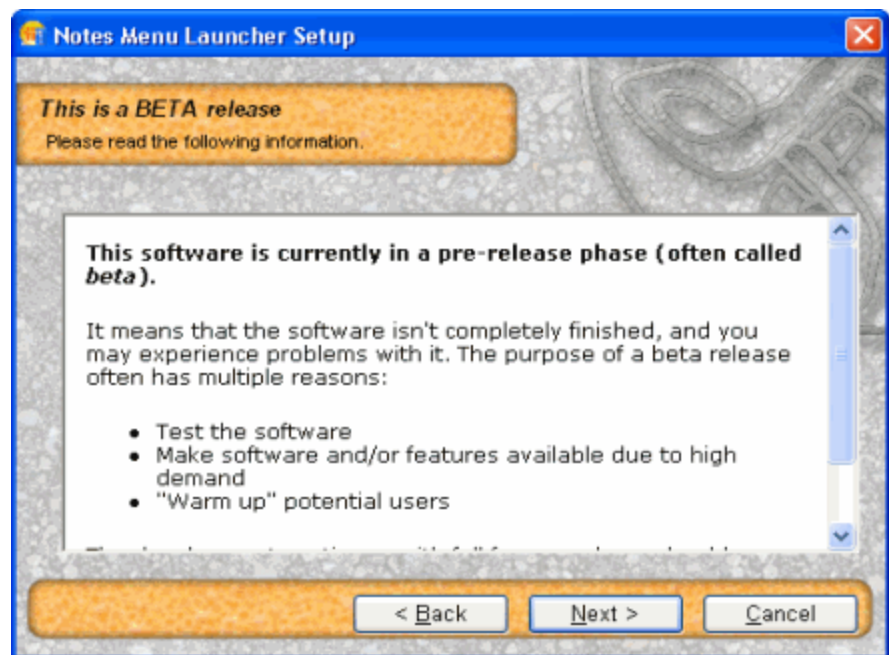 Notes Menu Launcher Setup
This is a BETA release
Please read the following information.
This software is currently in a pre-release phase (often called
beta).
It means that the software isn't completely finished, and you
may experience problems with it. The purpose of a beta release
often has multiple reasons:
• Test the software
• Make software and/or features available due to high
demand
• "Warm up" potential users
< Back
Next >
Cancel